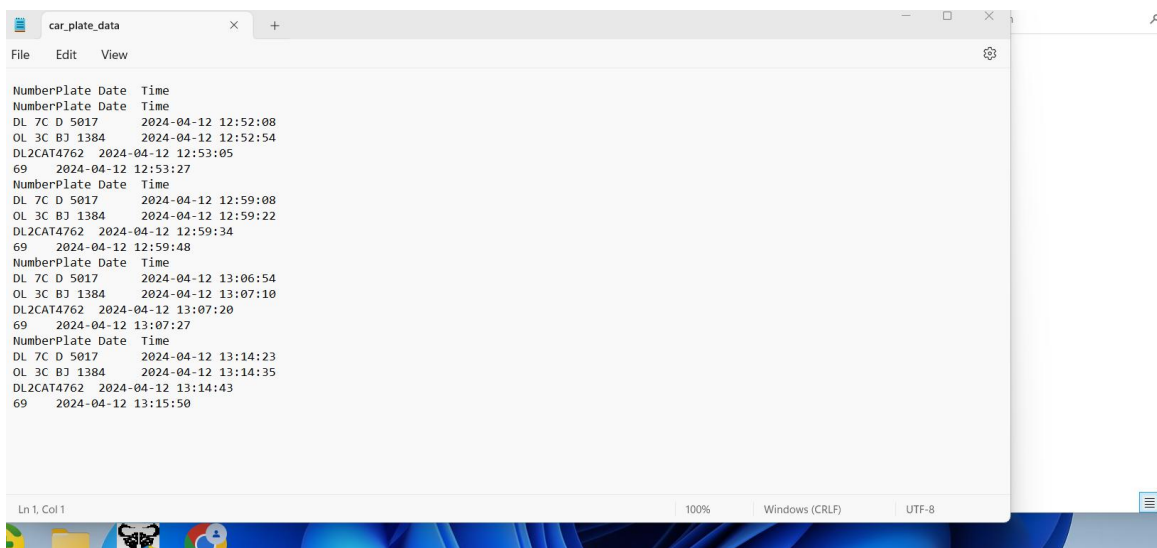 car_plate_data
File Edit View
NumberPlate Date Time
NumberPlate Date Time
DL 7C D 5017 2024-04-12 12:52:08
OL 3C BJ 1384 2024-04-12 12:52:54
DL2CAT4762 2024-04-12 12:53:05
69 2024-04-12 12:53:27
NumberPlate Date Time
DL 7C D 5017 2024-04-12 12:59:08
OL 3C BJ 1384 2024-04-12 12:59:22
DL2CAT4762 2024-04-12 12:59:34
69 2024-04-12 12:59:48
NumberPlate Date Time
DL 7C D 5017 2024-04-12 13:06:54
OL 3C BJ 1384 2024-04-12 13:07:10
DL2CAT4762 2024-04-12 13:07:20
69 2024-04-12 13:07:27
NumberPlate Date Time
DL 7C D 5017 2024-04-12 13:14:23
OL 3C BJ 1384 2024-04-12 13:14:35
DL2CAT4762 2024-04-12 13:14:43
69 2024-04-12 13:15:50
Ln 1, Col 1 100% Windows (CRLF) UTF-8